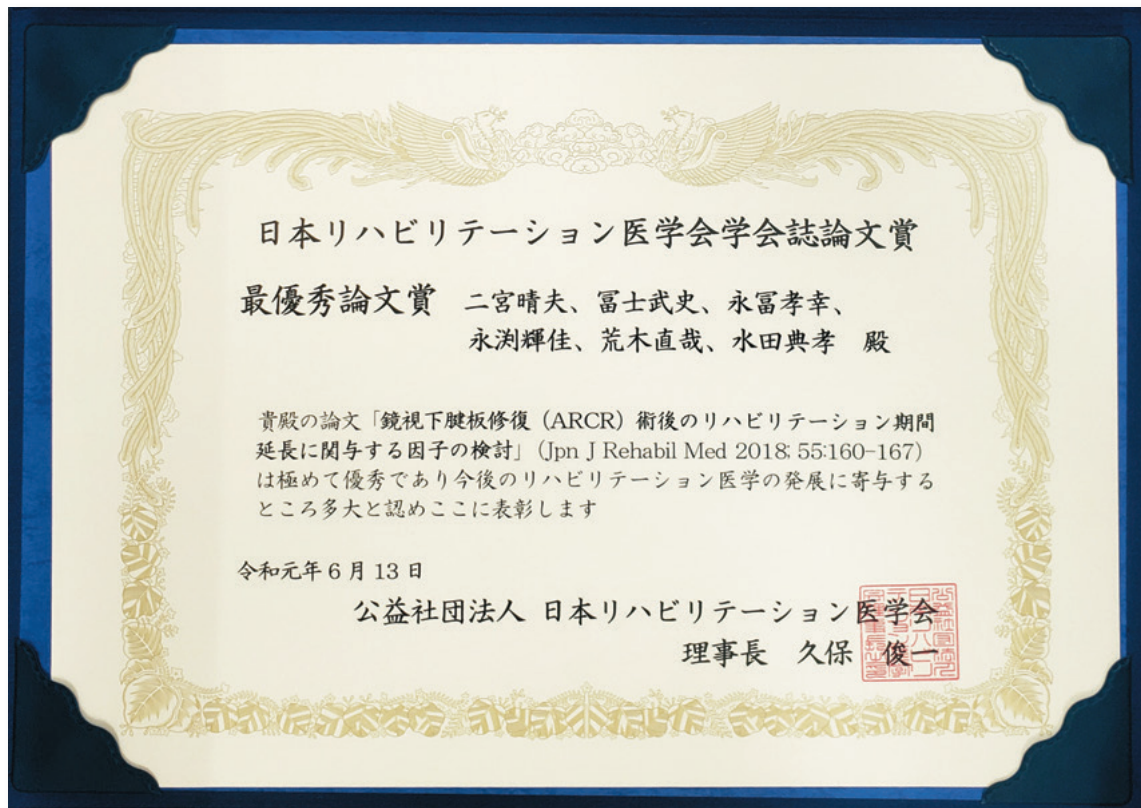 日本リハビリテーション医学会学会誌論文賞
最優秀論文賞 二宮晴夫、冨士武史、永冨孝幸、
永渕輝佳、荒木直哉、水田典孝 殿
貴殿の論文「鏡視下腱板修復（ARCR）術後のリハビリテーション期間
延長に関与する因子の検討」（Jpn J Rehabil Med 2018; 55:160-167）
は極めて優秀であり今後のリハビリテーション医学の発展に寄与する
ところ多大と認めここに表彰します
令和元年6月13日
公益社団法人 日本リハビリテーション医学会
理事長 久保 俊一